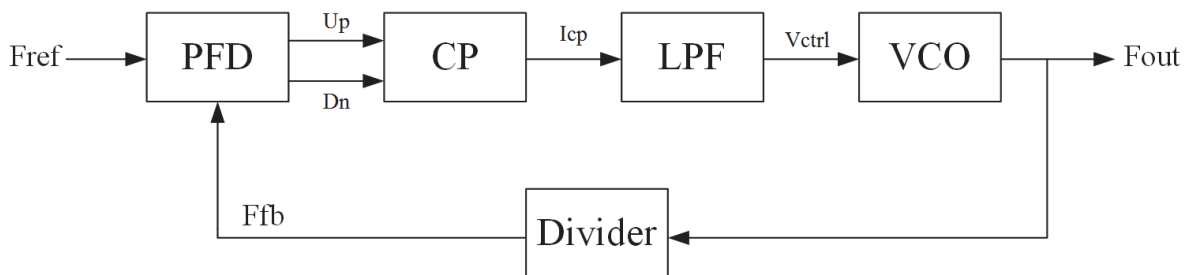 Fref
PFD
Up
Dn
CP
Icp
LPF
Vctrl
VCO
Fout
Ffb
Divider